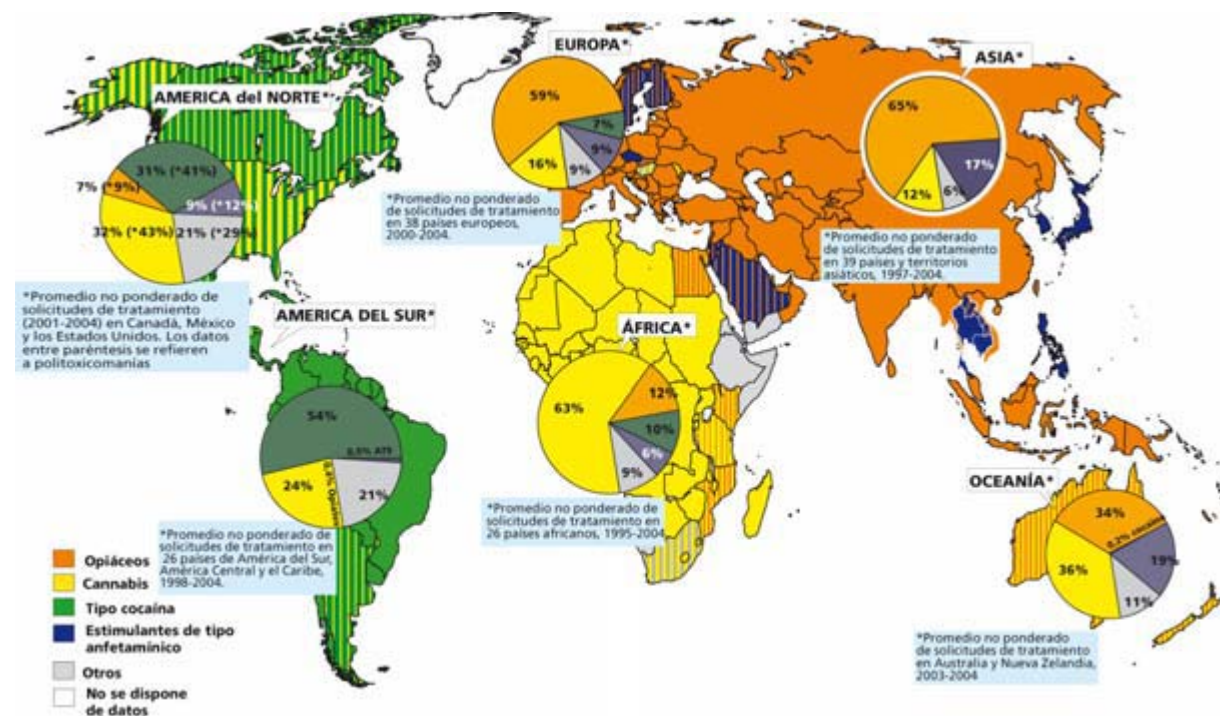 AMERICA del NORTE*
31% (*41%)
7% (*9%)
9% (*12%)
32% (*43%)
21% (*29%)
*Promedio no ponderado de
solicitudes de tratamiento
(2001-2004) en Canadá, México
y los Estados Unidos. Los datos
entre paréntesis se refieren
a politoxicomanías
EUROPA*
59%
7%
9%
16%
9%
*Promedio no ponderado
de solicitudes de tratamiento
en 38 países europeos,
2000-2004.
ASIA*
65%
17%
12%
6%
*Promedio no ponderado
de solicitudes de tratamiento
en 39 países y territorios
asiáticos, 1997-2004.
AMERICA DEL SUR*
54%
0,5% ATS
24%
21%
*Promedio no ponderado de
solicitudes de tratamiento en
26 países de América del Sur,
América Central y el Caribe,
1998-2004.
ÁFRICA*
63%
12%
10%
6%
9%
*Promedio no ponderado de
solicitudes de tratamiento en
26 países africanos, 1995-2004
OCEANÍA*
34%
0,2% cocaína
36%
19%
11%
*Promedio no ponderado
de solicitudes de tratamiento
en Australia y Nueva Zelandia,
2003-2004
Opiáceos
Cannabis
Tipo cocaína
Estimulantes de tipo
anfetamínico
Otros
No se dispone
de datos